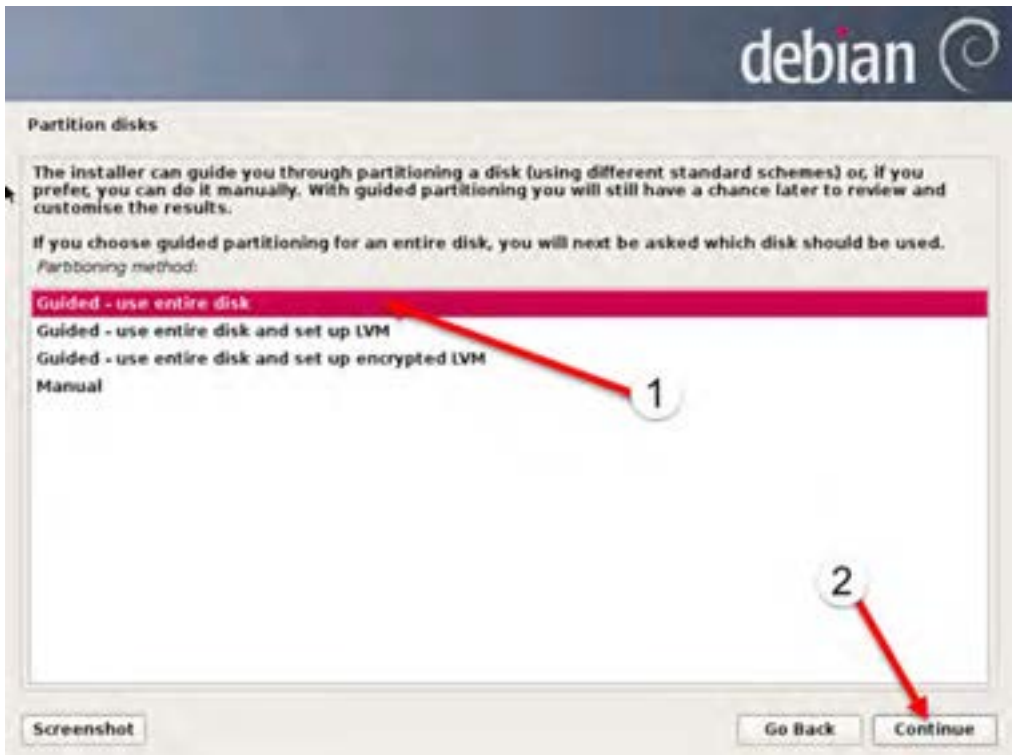 debian
Partition disks
The installer can guide you through partitioning a disk (using different standard schemes) or, if you
prefer, you can do it manually. With guided partitioning you will still have a chance later to review and
customise the results.
If you choose guided partitioning for an entire disk, you will next be asked which disk should be used.
Partitioning method:
Guided - use entire disk
Guided - use entire disk and set up LVM
Guided - use entire disk and set up encrypted LVM
Manual
1
2
Screenshot
Go Back
Continue